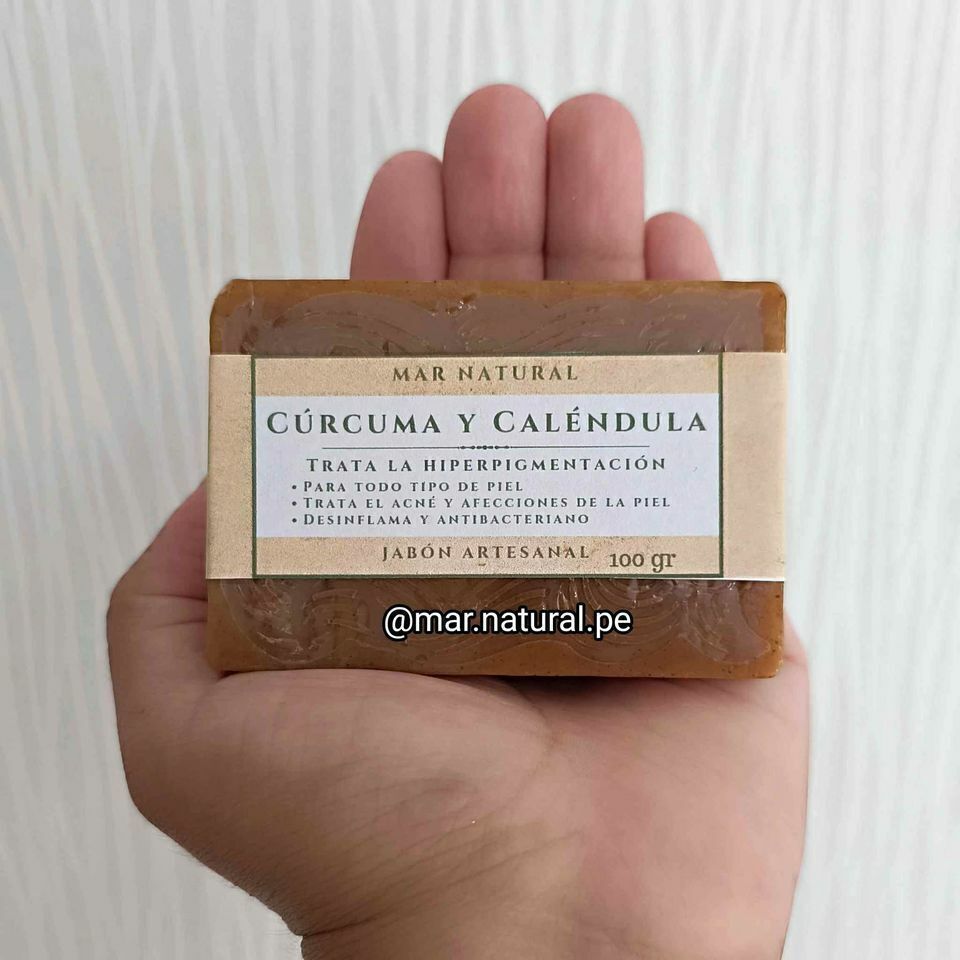 MAR NATURAL
CÚRCUMA Y CALÉNDULA
TRATA LA HIPERPIGMENTACIÓN
• PARA TODO TIPO DE PIEL
• TRATA EL ACNÉ Y AFECCIONES DE LA PIEL
• DESINFLAMA Y ANTIBACTERIANO
JABÓN ARTESANAL 100 gr
@mar.natural.pe